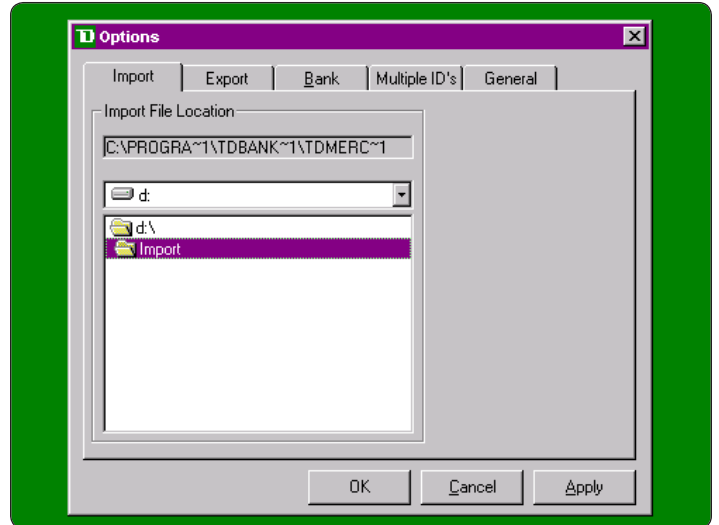 TD Options
Import Export Bank Multiple ID's General
Import File Location
C:\PROGRA~1\TDBANK~1\TDMERC~1
d:
d:\
Import
OK Cancel Apply